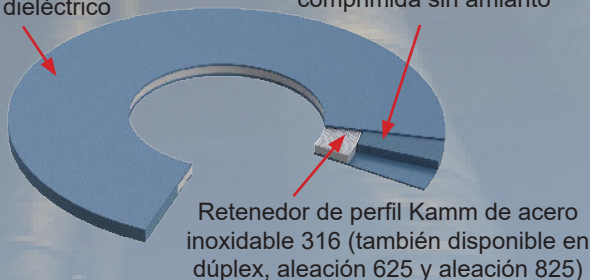 dieléctrico
comprimida sin amianto
Retenedor de perfil Kamm de acero
inoxidable 316 (también disponible en
dúplex, aleación 625 y aleación 825)